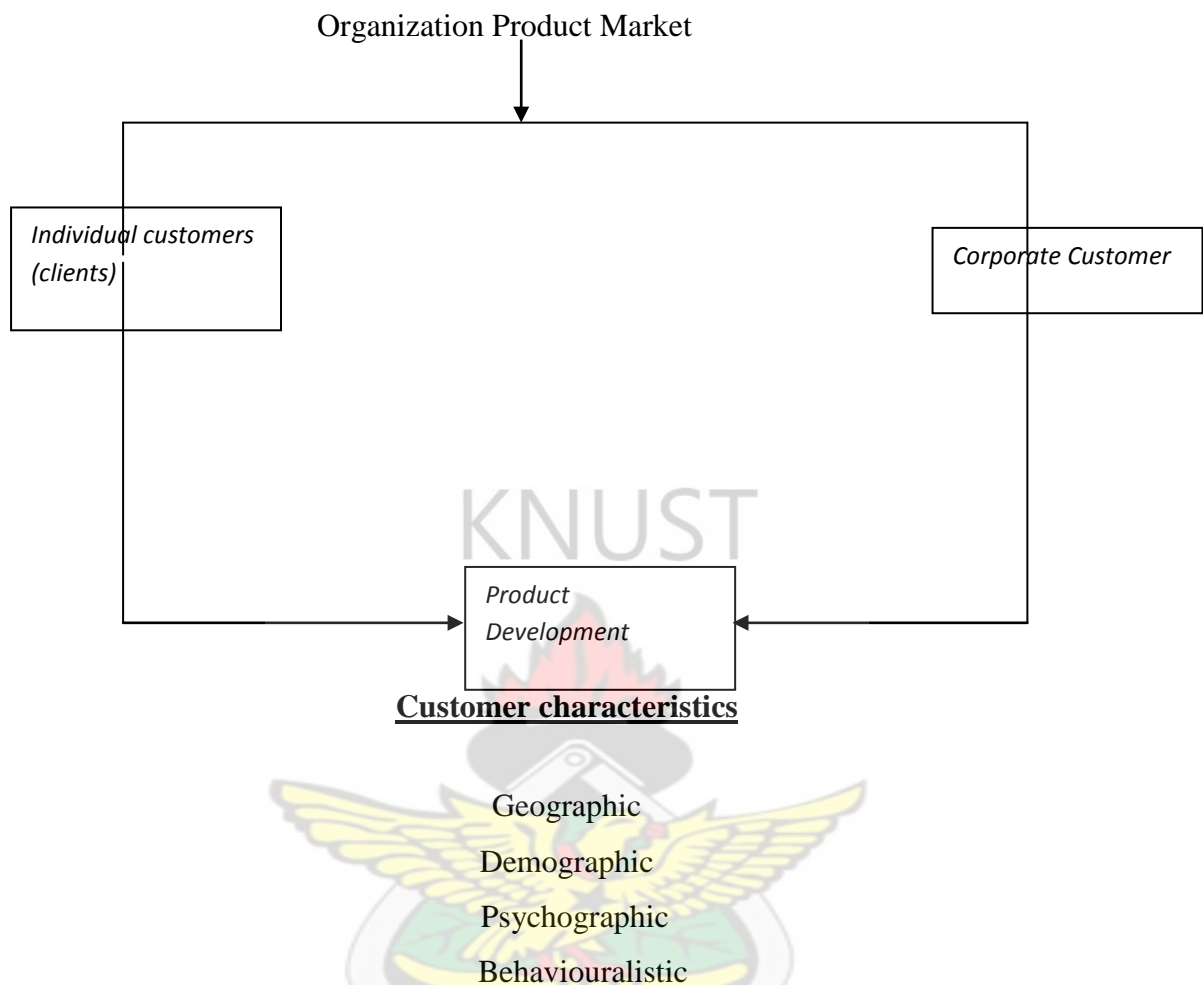 Organization Product Market
Individual customers
(clients)
Corporate Customer
KNUST
Product
Development
Customer characteristics
Geographic
Demographic
Psychographic
Behaviouralistic